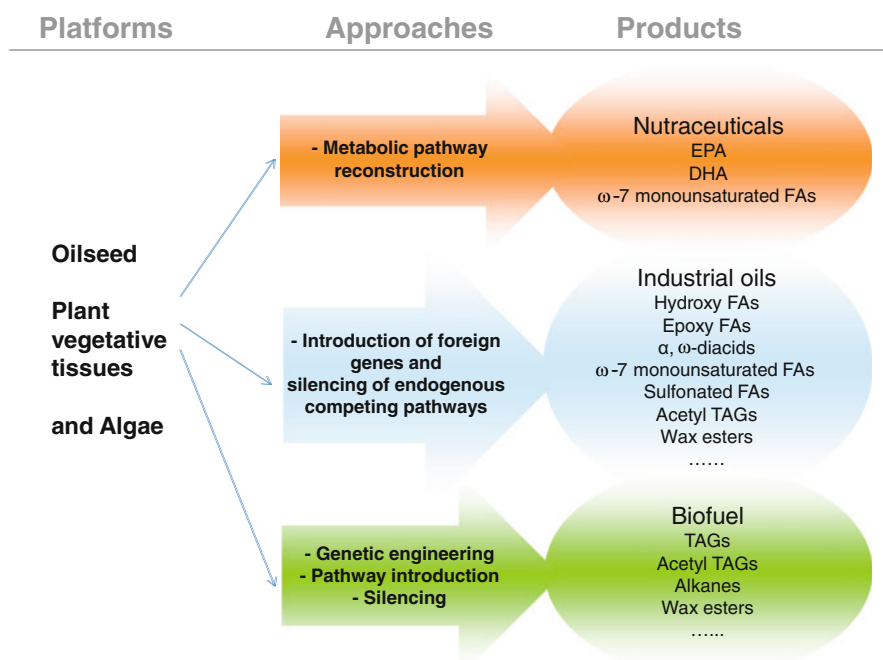 Platforms
Approaches
Products
Oilseed
Plant
vegetative
tissues
and Algae
- Metabolic pathway
reconstruction
Nutraceuticals
EPA
DHA
ω-7 monounsaturated FAs
- Introduction of foreign
genes and
silencing of endogenous
competing pathways
Industrial oils
Hydroxy FAs
Epoxy FAs
α, ω-diacids
ω-7 monounsaturated FAs
Sulfonated FAs
Acetyl TAGs
Wax esters
……
- Genetic engineering
- Pathway introduction
- Silencing
Biofuel
TAGs
Acetyl TAGs
Alkanes
Wax esters
…...